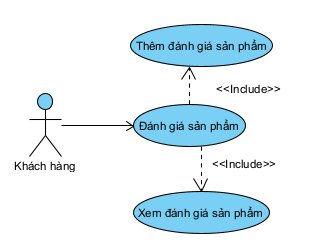 Thêm đánh giá sản phẩm
<<Include>>
Đánh giá sản phẩm
Khách hàng
<<Include>>
Xem đánh giá sản phẩm